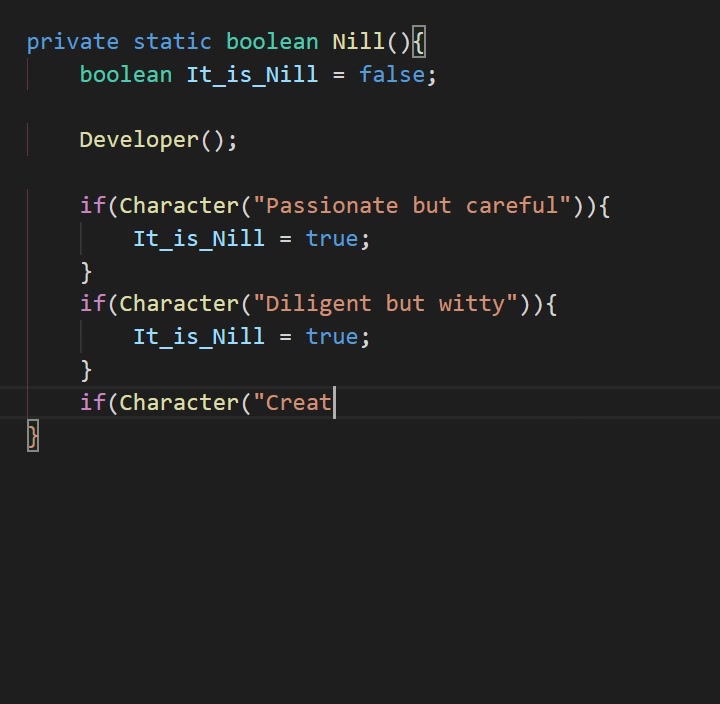 private static boolean Nill(){
    boolean It_is_Nill = false;
    Developer();
    if(Character("Passionate but careful")){
        It_is_Nill = true;
    }
    if(Character("Diligent but witty")){
        It_is_Nill = true;
    }
    if(Character("Creat
}